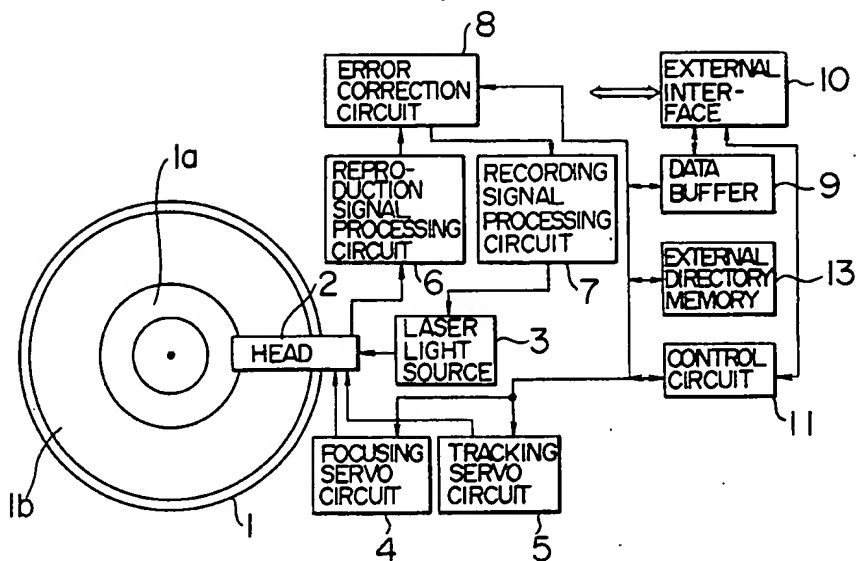 8
ERROR
CORRECTION
CIRCUIT
EXTERNAL
INTER-
FACE
10
1a
REPRO-
DUCTION
SIGNAL
PROCESSING
CIRCUIT
6
RECORDING
SIGNAL
PROCESSING
CIRCUIT
7
DATA
BUFFER
9
EXTERNAL
DIRECTORY
MEMORY
13
2
HEAD
LASER
LIGHT
SOURCE
3
CONTROL
CIRCUIT
11
1b
1
FOCUSING
SERVO
CIRCUIT
4
TRACKING
SERVO
CIRCUIT
5